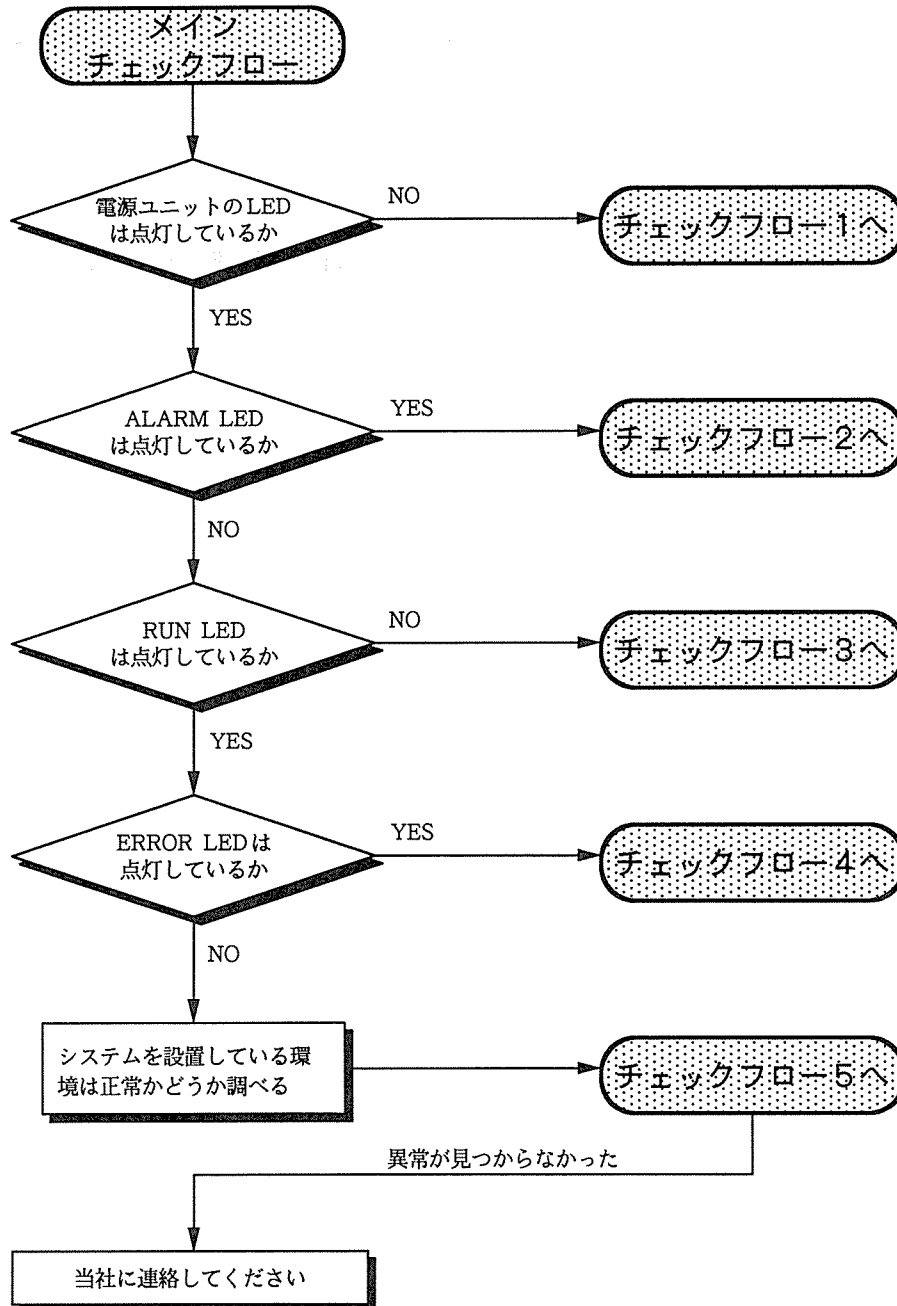 メイン
チェックフロー
電源ユニットのLED
は点灯しているか
NO
チェックフロー1へ
YES
ALARM LED
は点灯しているか
YES
チェックフロー2へ
NO
RUN LED
は点灯しているか
NO
チェックフロー3へ
YES
ERROR LEDは
点灯しているか
YES
チェックフロー4へ
NO
システムを設置している環
境は正常かどうか調べる
チェックフロー5へ
異常が見つからなかった
当社に連絡してください